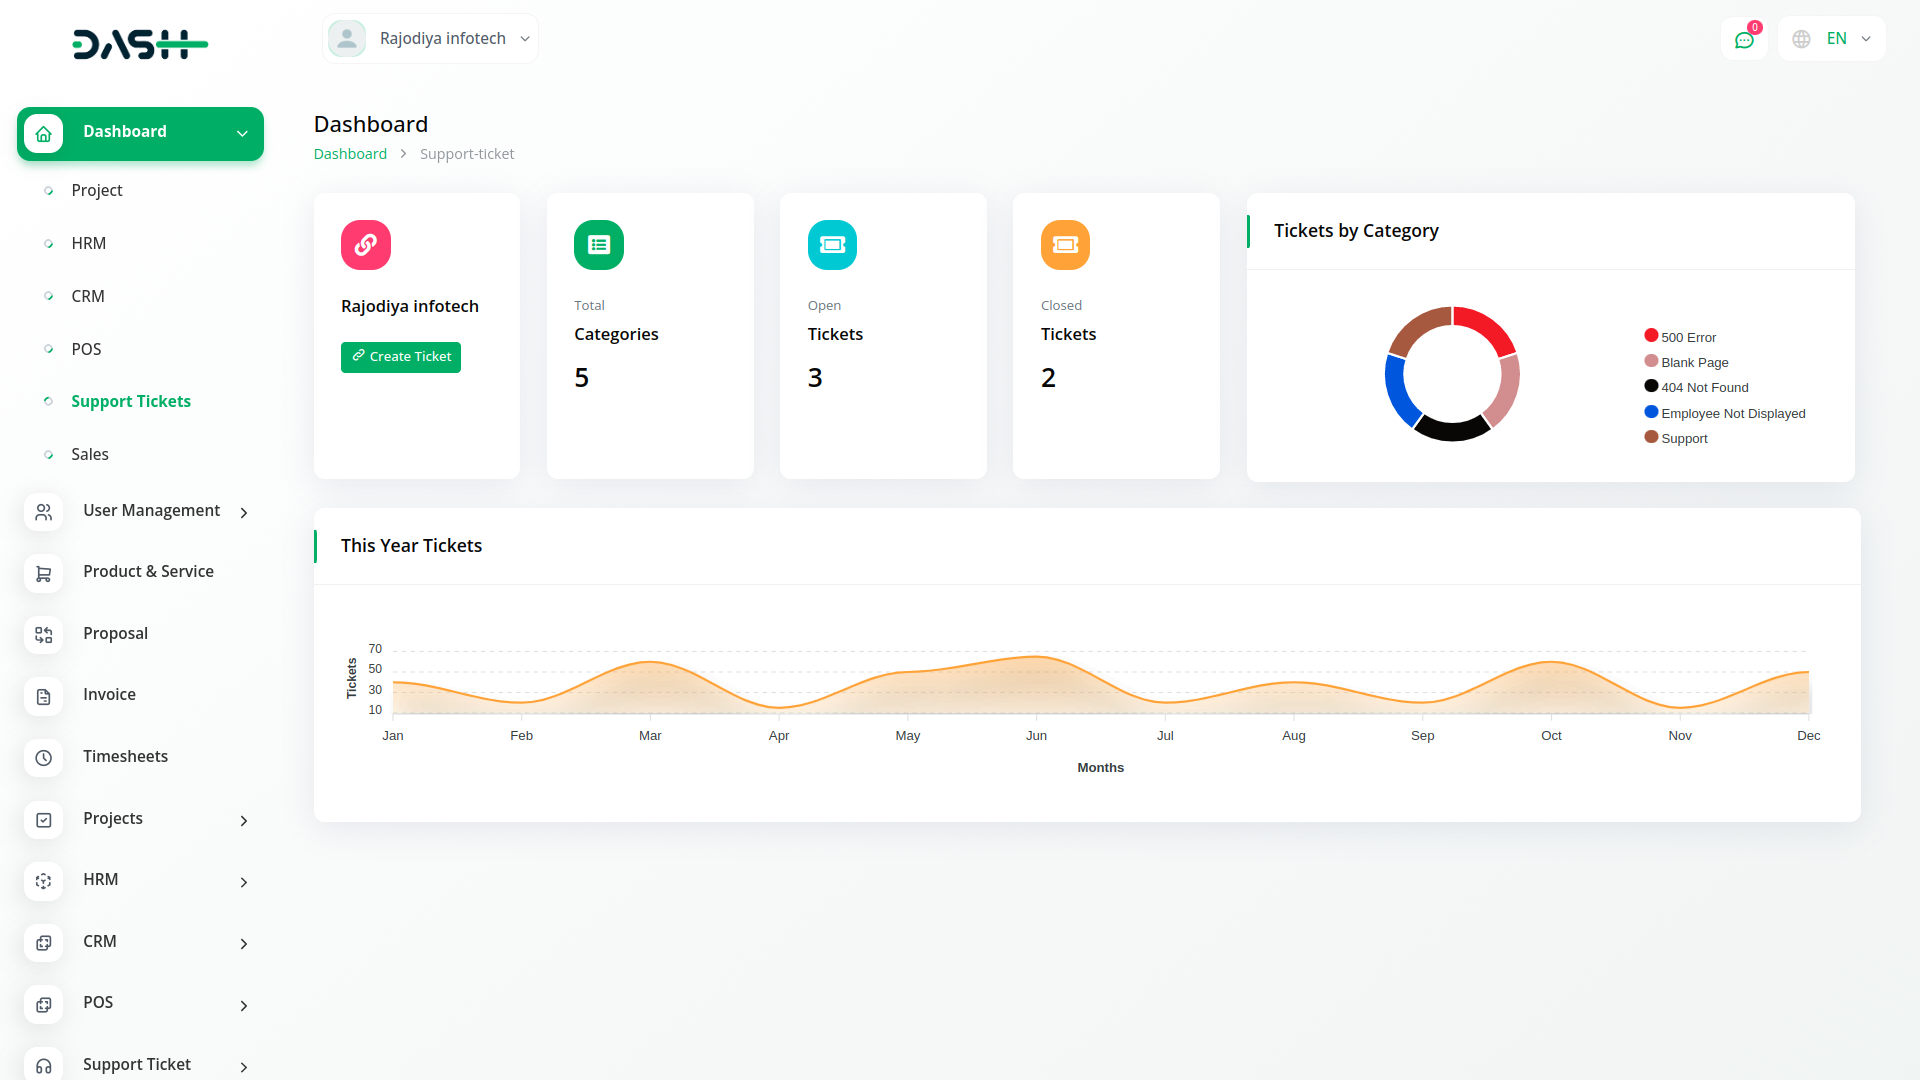 DASH
Rajodiya infotech
0
EN
Dashboard
Project
HRM
CRM
POS
Support Tickets
Sales
User Management
Product & Service
Proposal
Invoice
Timesheets
Projects
HRM
CRM
POS
Support Ticket
Dashboard
Dashboard > Support-ticket
Rajodiya infotech
Create Ticket
Total
Categories
5
Open
Tickets
3
Closed
Tickets
2
Tickets by Category
500 Error
Blank Page
404 Not Found
Employee Not Displayed
Support
This Year Tickets
Tickets
70
50
30
10
Jan Feb Mar Apr May Jun Jul Aug Sep Oct Nov Dec
Months